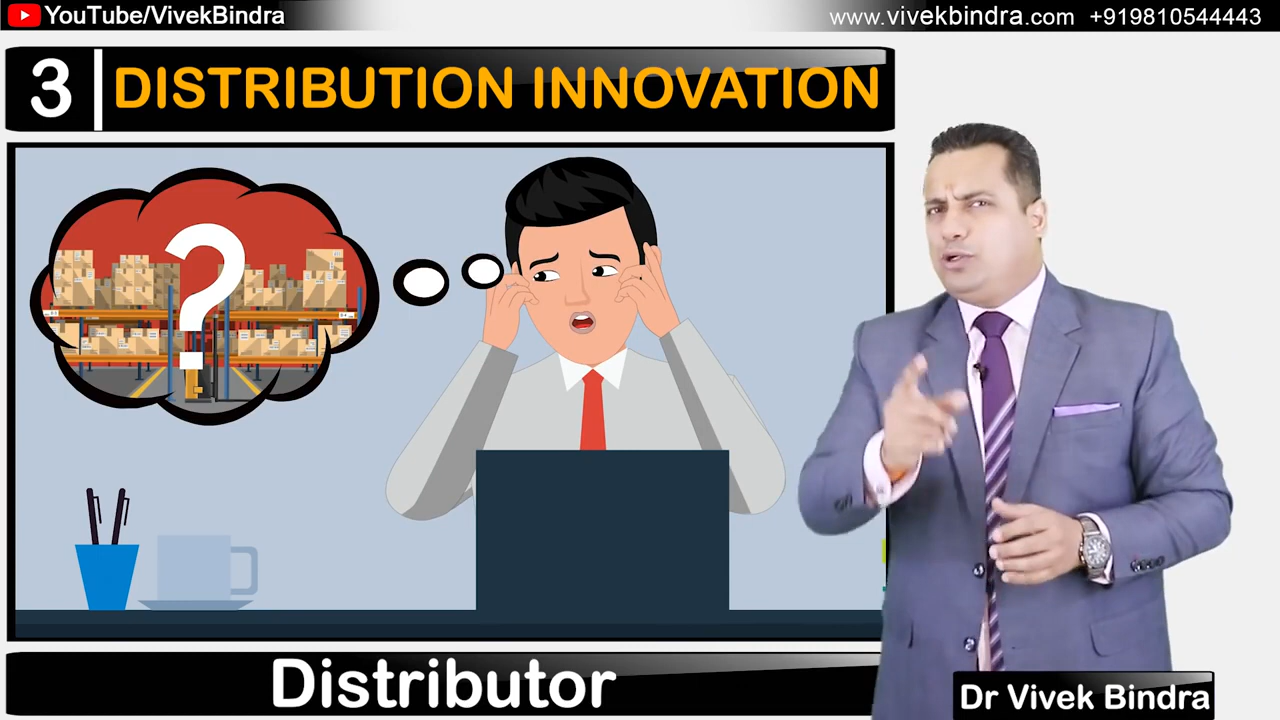 YouTube/VivekBindra
www.vivekbindra.com +919810544443
3 DISTRIBUTION INNOVATION
?
Distributor
Dr Vivek Bindra